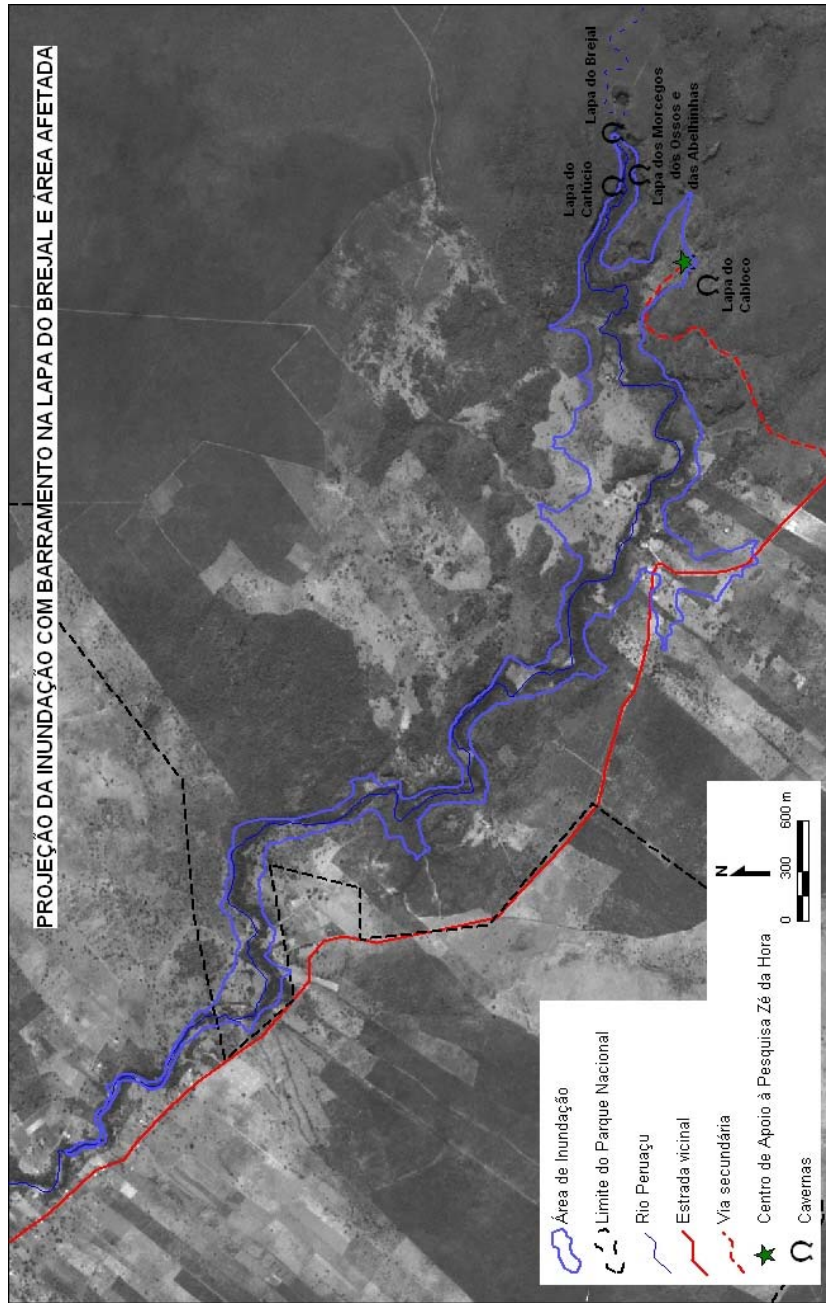 PROJEÇÃO DA INUNDAÇÃO COM BARRAMENTO NA LAPA DO BREJAL E ÁREA AFETADA
Lapa do
Carlúcio
Lapa do Brejal
Lapa dos Morcegos
dos Ossos e
das Abelhinhas
Lapa do
Cabloco
Área de Inundação
Limite do Parque Nacional
Rio Peruaçu
Estrada vicinal
Via secundária
Centro de Apoio à Pesquisa Zé da Hora
Cavernas
N
0 300 600 m